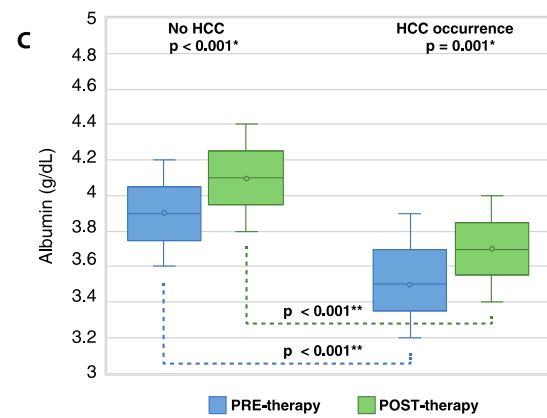 C
No HCC
p < 0.001*
HCC occurrence
p = 0.001*
Albumin (g/dL)
5
4.8
4.6
4.4
4.2
4
3.8
3.6
3.4
3.2
3
p < 0.001**
p < 0.001**
PRE-therapy
POST-therapy